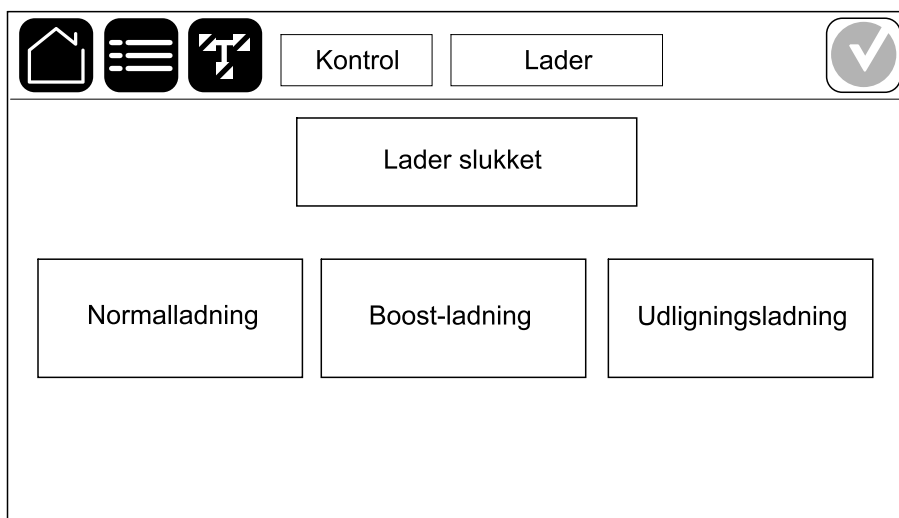 Kontrol
Lader
Lader slukket
Normalladning
Boost-ladning
Udligningsladning